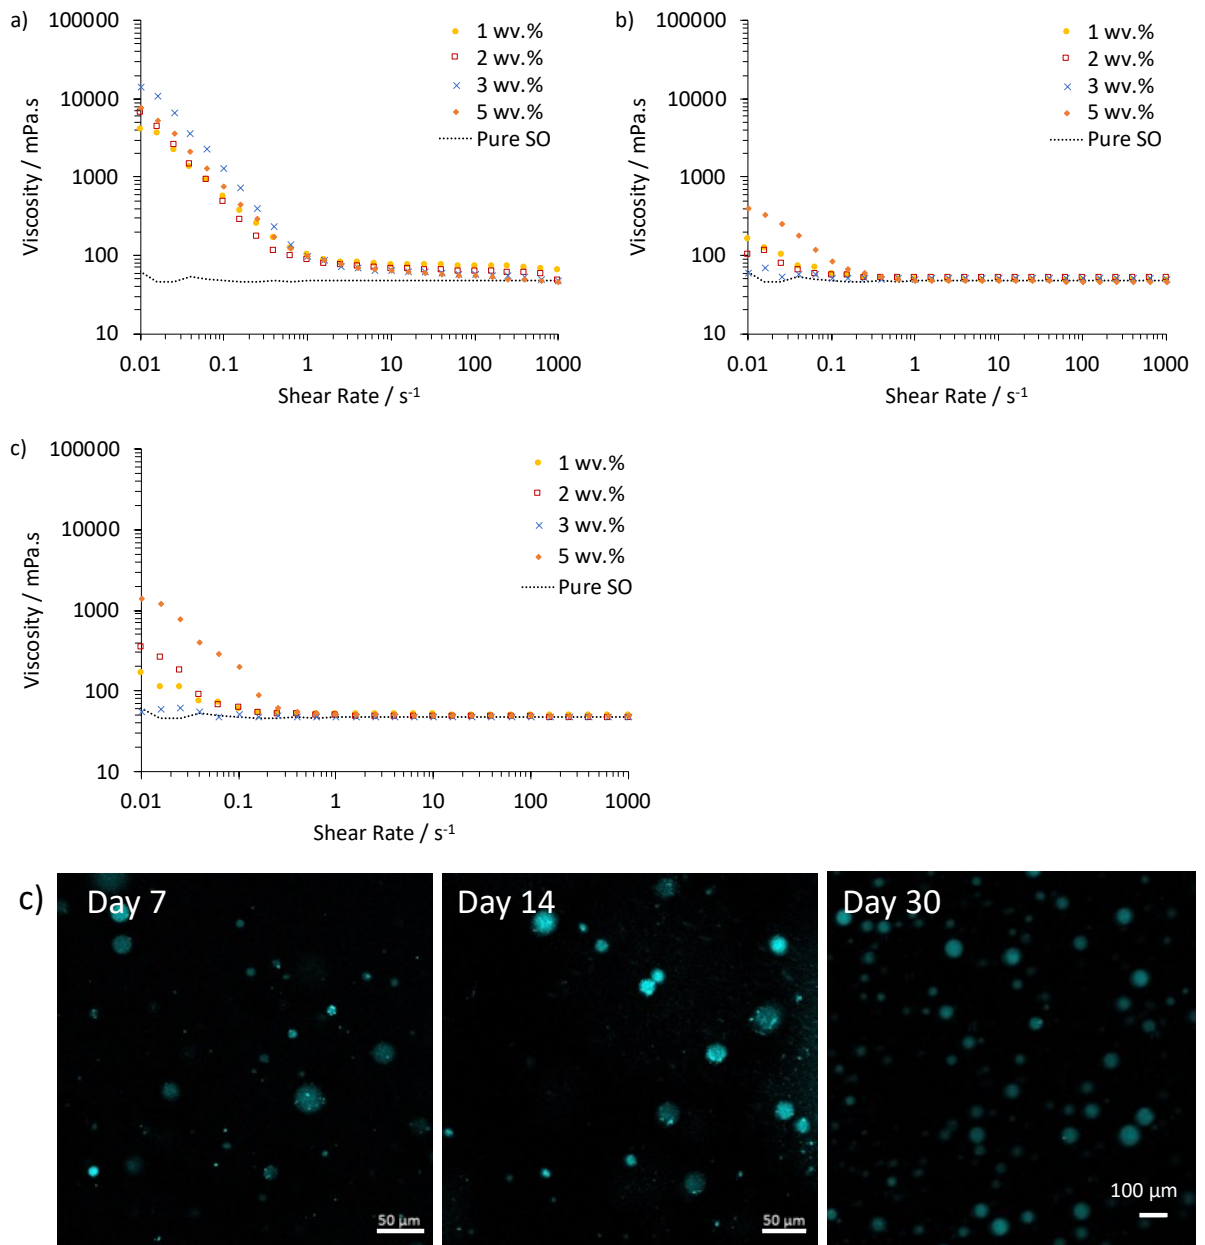 a)
100000
10000
1000
100
10
Viscosity / mPa.s
0.01 0.1 1 10 100 1000
Shear Rate / s-1
1 wv.%
2 wv.%
3 wv.%
5 wv.%
Pure SO
b)
100000
10000
1000
100
10
Viscosity / mPa.s
0.01 0.1 1 10 100 1000
Shear Rate / s-1
1 wv.%
2 wv.%
3 wv.%
5 wv.%
Pure SO
c)
100000
10000
1000
100
10
Viscosity / mPa.s
0.01 0.1 1 10 100 1000
Shear Rate / s-1
1 wv.%
2 wv.%
3 wv.%
5 wv.%
Pure SO
c)
Day 7
50 µm
Day 14
50 µm
Day 30
100 µm